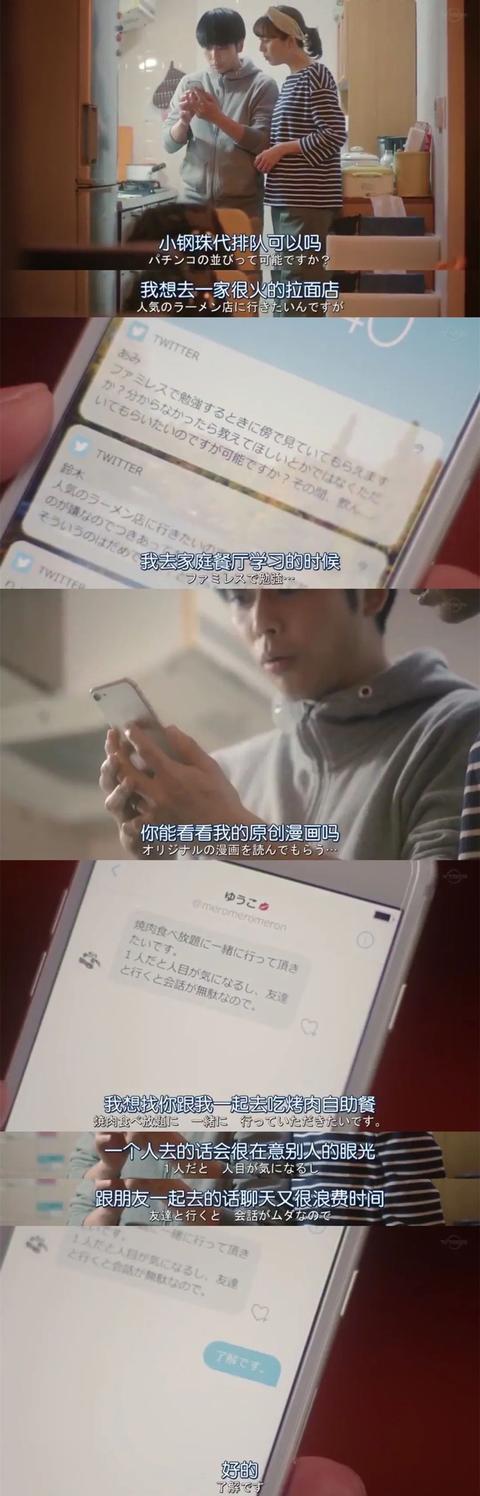 小钢珠代排队可以吗
パチンコの並びって可能ですか？
我想去一家很火的拉面店
人気のラーメン店に行きたいんですが
TWITTER
あみ
ファミレスで勉強するときに傍で見ていてもらえます
か？分からなかったら教えてほしいとかではなくただ
いてもらいたいのですが可能ですか？その間、飲ん…
TWITTER
鈴木
人気のラーメン店に行きたいの
のが嫌なのでつきあっ
そういうのはだめで
TWITTER
我去家庭餐厅学习的时候
ファミレスで勉強…
你能看看我的原创漫画吗
オリジナルの漫画を読んでもらう…
ゆうこ💋
@meromeromeron
焼肉食べ放題に一緒に行って頂き
たいです。
1人だと人目が気になるし、友達
と行くと会話が無駄なので。
我想找你跟我一起去吃烤肉自助餐
焼肉食べ放題に 一緒に 行っていただきたいです。
一个人去的话会很在意别人的眼光
1人だと 人目が気になるし
跟朋友一起去的话聊天又很浪费时间
友達と行くと 会話がムダなので
一緒に行って頂き
たいです。
1人だと人目が気になるし、友達
と行くと会話が無駄なので。
了解です。
好的
了解です